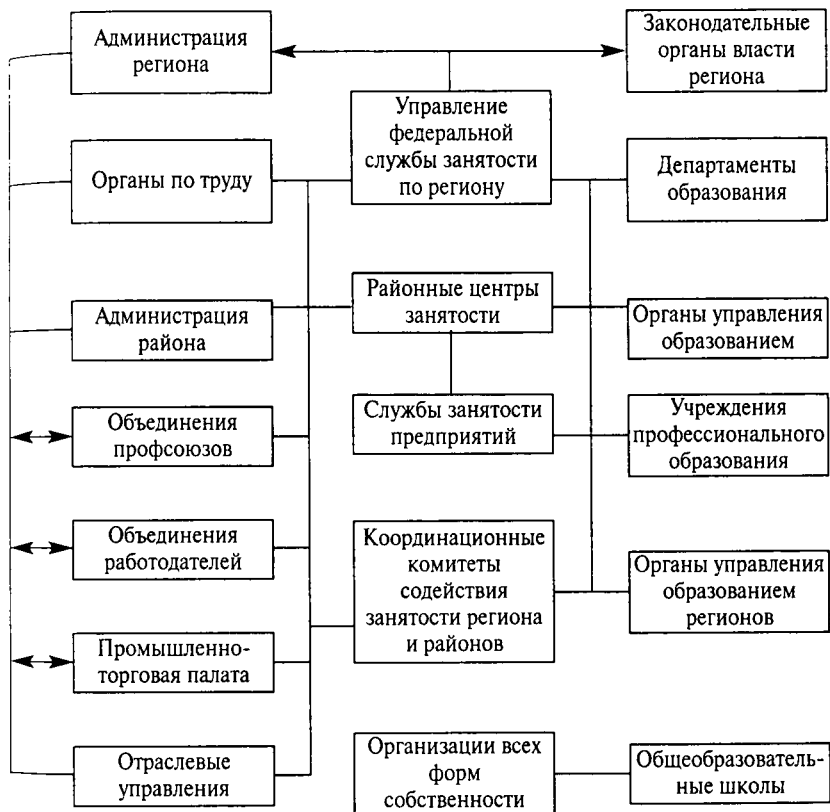 Администрация
региона
Законодательные
органы власти
региона
Управление
федеральной
службы занятости
по региону
Органы по труду
Департаменты
образования
Районные центры
занятости
Администрация
района
Органы управления
образованием
Службы занятости
предприятий
Объединения
профсоюзов
Учреждения
профессионального
образования
Координационные
комитеты
содействия
занятости региона
и районов
Объединения
работодателей
Органы управления
образованием
регионов
Промышленно-
торговая палата
Отраслевые
управления
Организации всех
форм
собственности
Общеобразователь-
ные школы